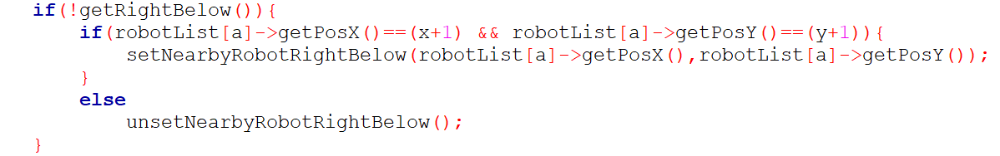 if(!getRightBelow()){
    if(robotList[a]->getPosX()==(x+1) && robotList[a]->getPosY()==(y+1)){
        setNearbyRobotRightBelow(robotList[a]->getPosX(),robotList[a]->getPosY());
    }
    else
        unsetNearbyRobotRightBelow();
}